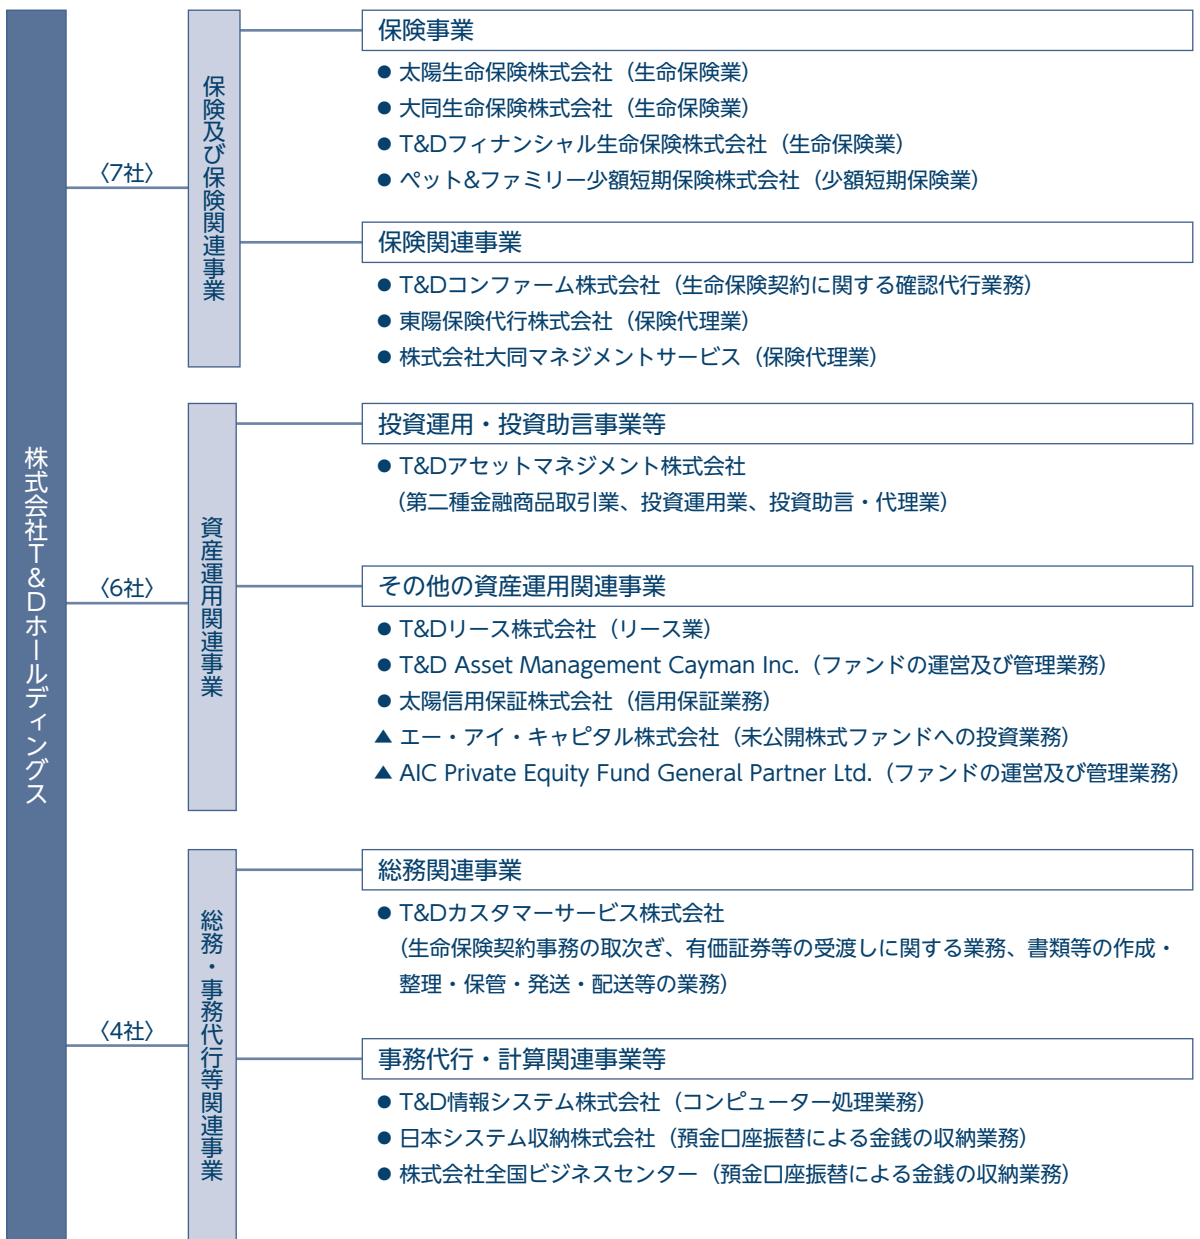 株式会社T&Dホールディングス
〈7社〉
保険及び保険関連事業
保険事業
● 太陽生命保険株式会社（生命保険業）
● 大同生命保険株式会社（生命保険業）
● T&Dフィナンシャル生命保険株式会社（生命保険業）
● ペット&ファミリー少額短期保険株式会社（少額短期保険業）
保険関連事業
● T&Dコンファーム株式会社（生命保険契約に関する確認代行業務）
● 東陽保険代行株式会社（保険代理業）
● 株式会社大同マネジメントサービス（保険代理業）
〈6社〉
資産運用関連事業
投資運用・投資助言事業等
● T&Dアセットマネジメント株式会社
（第二種金融商品取引業、投資運用業、投資助言・代理業）
その他の資産運用関連事業
● T&Dリース株式会社（リース業）
● T&D Asset Management Cayman Inc.（ファンドの運営及び管理業務）
● 太陽信用保証株式会社（信用保証業務）
▲ エー・アイ・キャピタル株式会社（未公開株式ファンドへの投資業務）
▲ AIC Private Equity Fund General Partner Ltd.（ファンドの運営及び管理業務）
〈4社〉
総務・事務代行等関連事業
総務関連事業
● T&Dカスタマーサービス株式会社
（生命保険契約事務の取次ぎ、有価証券等の受渡しに関する業務、書類等の作成・
整理・保管・発送・配送等の業務）
事務代行・計算関連事業等
● T&D情報システム株式会社（コンピューター処理業務）
● 日本システム収納株式会社（預金口座振替による金銭の収納業務）
● 株式会社全国ビジネスセンター（預金口座振替による金銭の収納業務）